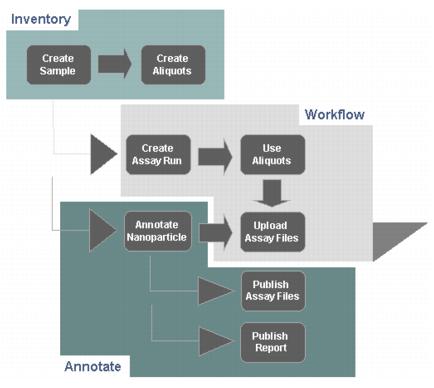 Inventory
Create
Sample
Create
Aliquots
Workflow
Create
Assay Run
Use
Aliquots
Annotate
Nanoparticle
Upload
Assay Files
Publish
Assay Files
Publish
Report
Annotate